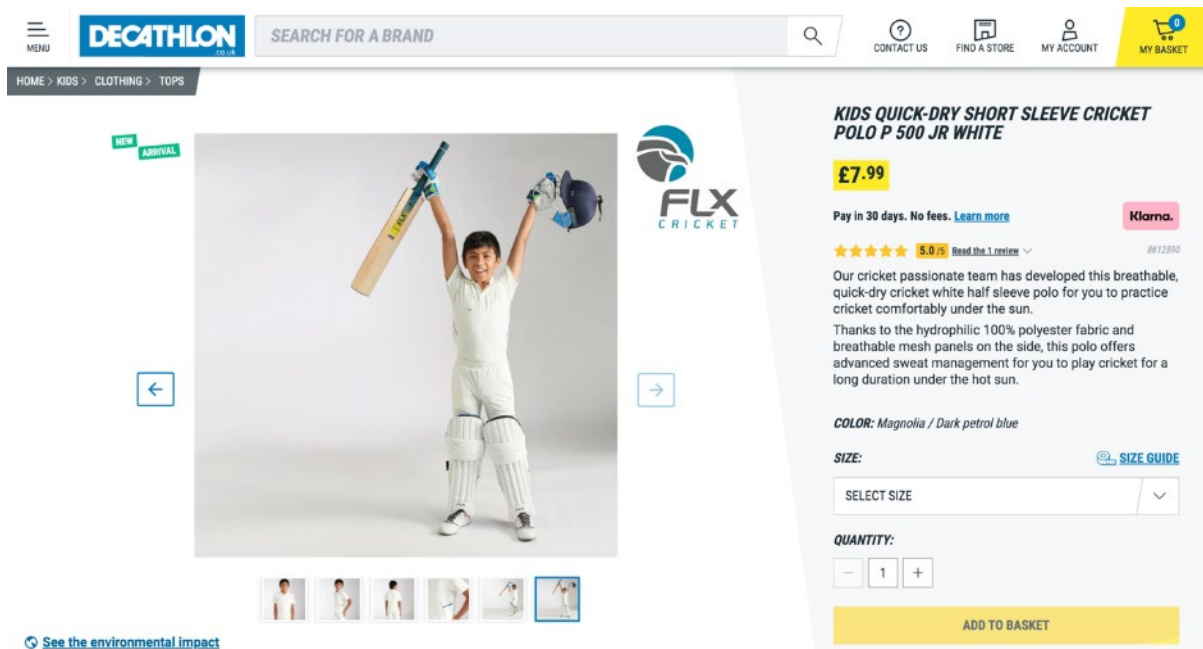 MENU
DECATHLON
.co.uk
SEARCH FOR A BRAND
CONTACT US
FIND A STORE
MY ACCOUNT
0
MY BASKET
HOME > KIDS > CLOTHING > TOPS
NEW
ARRIVAL
FLX
FLX
CRICKET
KIDS QUICK-DRY SHORT SLEEVE CRICKET
POLO P 500 JR WHITE
£7.99
Pay in 30 days. No fees. Learn more
Klarna.
5.0 /5 Read the 1 review
8612590
Our cricket passionate team has developed this breathable,
quick-dry cricket white half sleeve polo for you to practice
cricket comfortably under the sun.
Thanks to the hydrophilic 100% polyester fabric and
breathable mesh panels on the side, this polo offers
advanced sweat management for you to play cricket for a
long duration under the hot sun.
COLOR: Magnolia / Dark petrol blue
SIZE:
SIZE GUIDE
SELECT SIZE
QUANTITY:
1
ADD TO BASKET
See the environmental impact